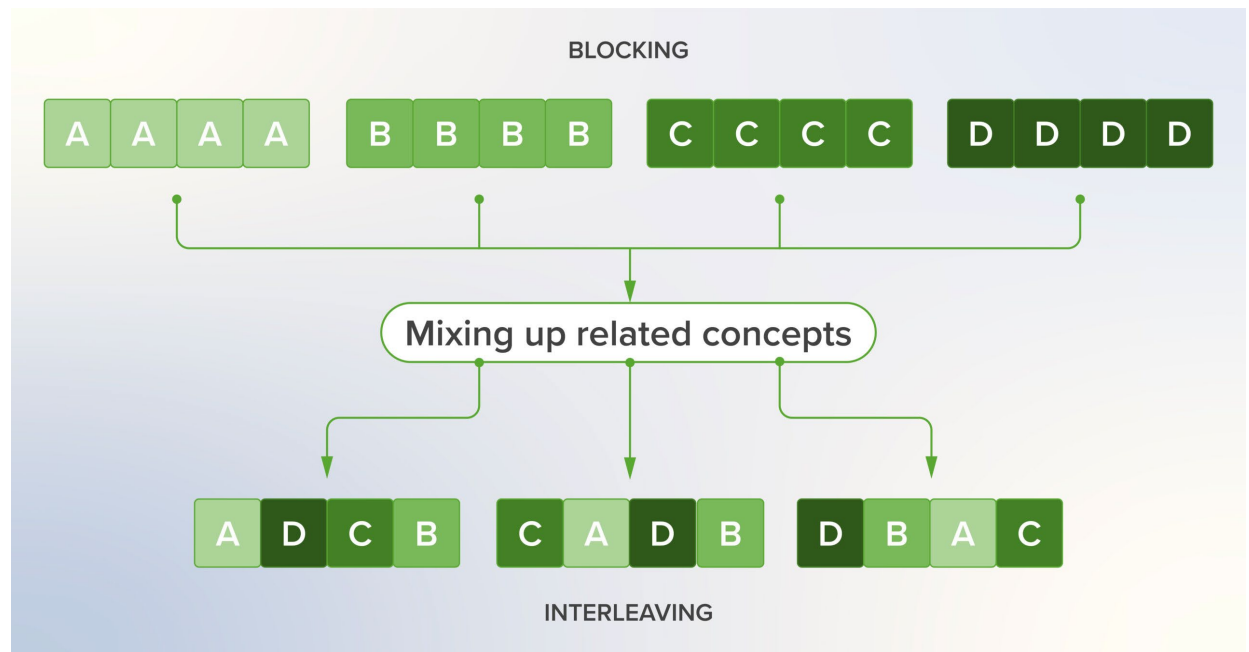 BLOCKING
A A A A B B B B C C C C D D D D
Mixing up related concepts
A D C B C A D B D B A C
INTERLEAVING